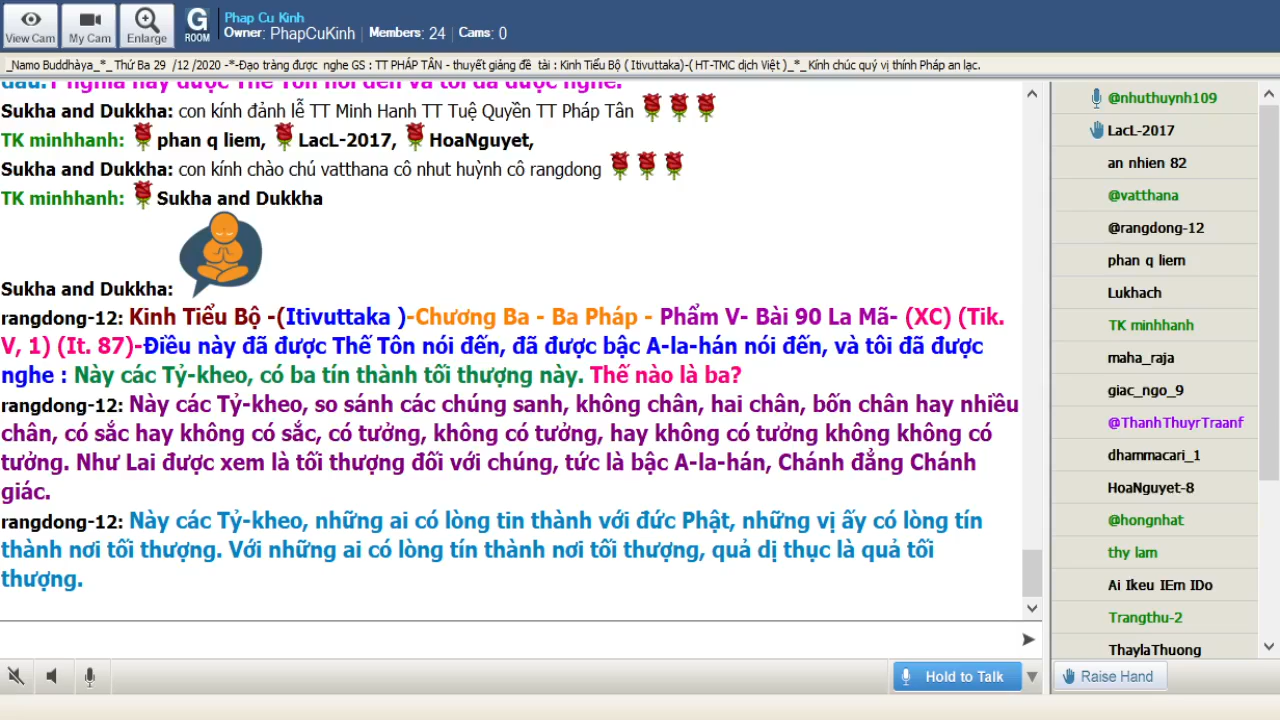 View Cam
My Cam
Enlarge
G
ROOM
Phap Cu Kinh
Owner: PhapCuKinh | Members: 24 | Cams: 0
_Namo Buddhàya_*_ Thứ Ba 29 /12 /2020 -*-Đạo tràng được nghe GS : TT PHÁP TÂN - thuyết giảng đề tài : Kinh Tiểu Bộ ( Itivuttaka)-( HT-TMC dịch Việt )_*_ Kính chúc quý vị thính Pháp an lạc.
nghĩa này được Thế Tôn nói đến và tôi đã được nghe.
Sukha and Dukkha: con kính đảnh lễ TT Minh Hanh TT Tuệ Quyền TT Pháp Tân
TK minhhanh: phan q liem, LacL-2017, HoaNguyet,
Sukha and Dukkha: con kính chào chú vatthana cô nhut huỳnh cô rangdong
TK minhhanh: Sukha and Dukkha
Sukha and Dukkha:
rangdong-12: Kinh Tiểu Bộ -(Itivuttaka )-Chương Ba - Ba Pháp - Phẩm V- Bài 90 La Mã- (XC) (Tik.
V, 1) (It. 87)-Điều này đã được Thế Tôn nói đến, đã được bậc A-la-hán nói đến, và tôi đã được
nghe : Này các Tỷ-kheo, có ba tín thành tối thượng này. Thế nào là ba?
rangdong-12: Này các Tỷ-kheo, so sánh các chúng sanh, không chân, hai chân, bốn chân hay nhiều
chân, có sắc hay không có sắc, có tưởng, không có tưởng, hay không có tưởng không không có
tưởng. Như Lai được xem là tối thượng đối với chúng, tức là bậc A-la-hán, Chánh đẳng Chánh
giác.
rangdong-12: Này các Tỷ-kheo, những ai có lòng tin thành với đức Phật, những vị ấy có lòng tín
thành nơi tối thượng. Với những ai có lòng tín thành nơi tối thượng, quả dị thục là quả tối
thượng.
@nhuthuynh109
LacL-2017
an nhien 82
@vatthana
@rangdong-12
phan q liem
Lukhach
TK minhhanh
maha_raja
giac_ngo_9
@ThanhThuyrTraanf
dhammacari_1
HoaNguyet-8
@hongnhat
thy lam
Ai Ikeu IEm IDo
Trangthu-2
ThaylaThuong
Hold to Talk
Raise Hand